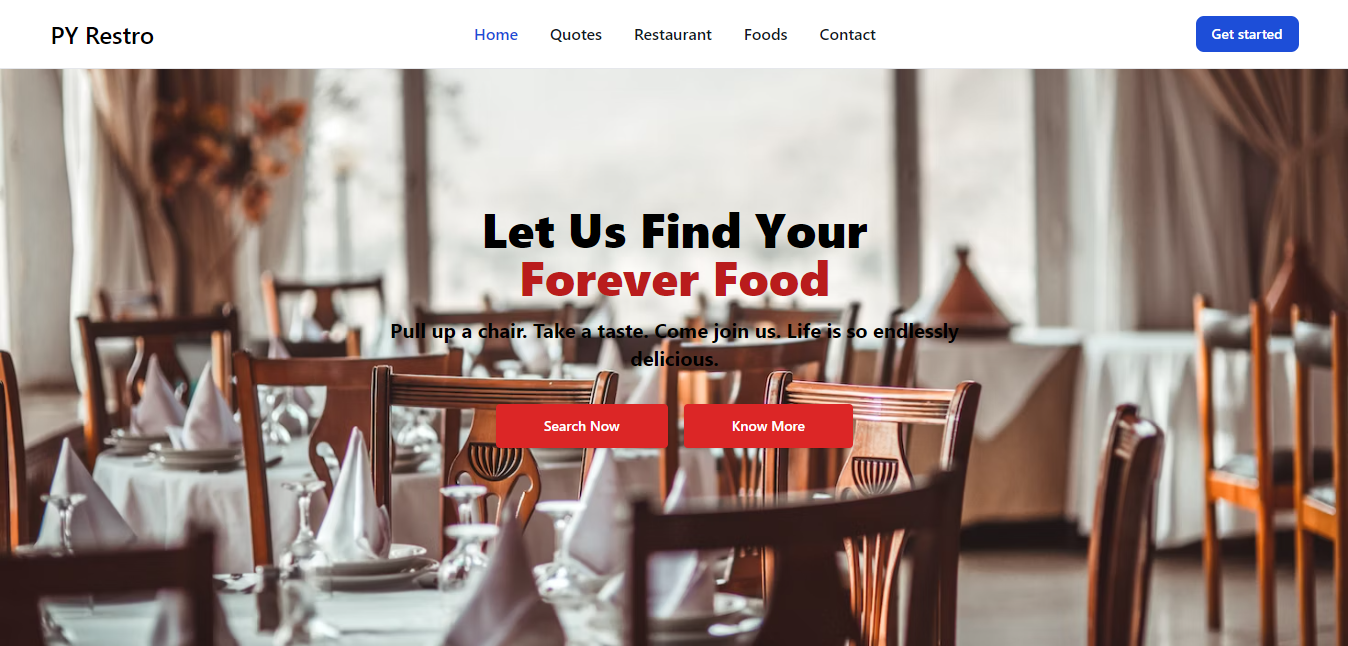 PY Restro
Home
Quotes
Restaurant
Foods
Contact
Get started
Let Us Find Your
Forever Food
Pull up a chair. Take a taste. Come join us. Life is so endlessly
delicious.
Search Now
Know More